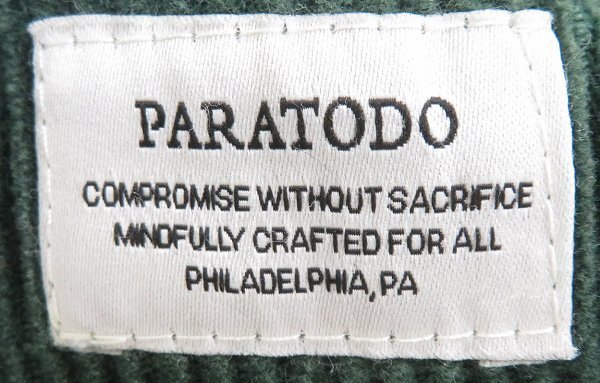 PARATODO
COMPROMISE WITHOUT SACRIFICE
MINDFULLY CRAFTED FOR ALL
PHILADELPHIA, PA